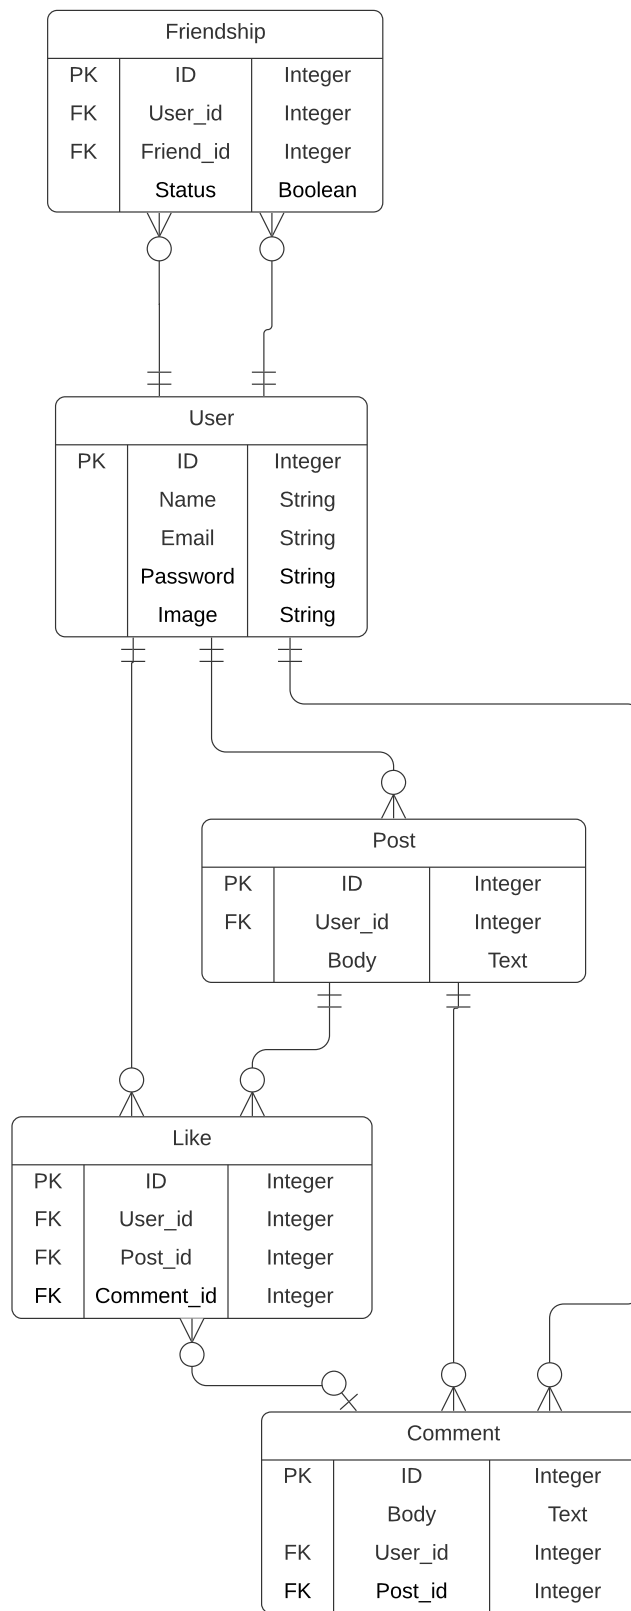 Friendship
PK ID Integer
FK User_id Integer
FK Friend_id Integer
Status Boolean
User
PK ID Integer
Name String
Email String
Password String
Image String
Post
PK ID Integer
FK User_id Integer
Body Text
Like
PK ID Integer
FK User_id Integer
FK Post_id Integer
FK Comment_id Integer
Comment
PK ID Integer
Body Text
FK User_id Integer
FK Post_id Integer